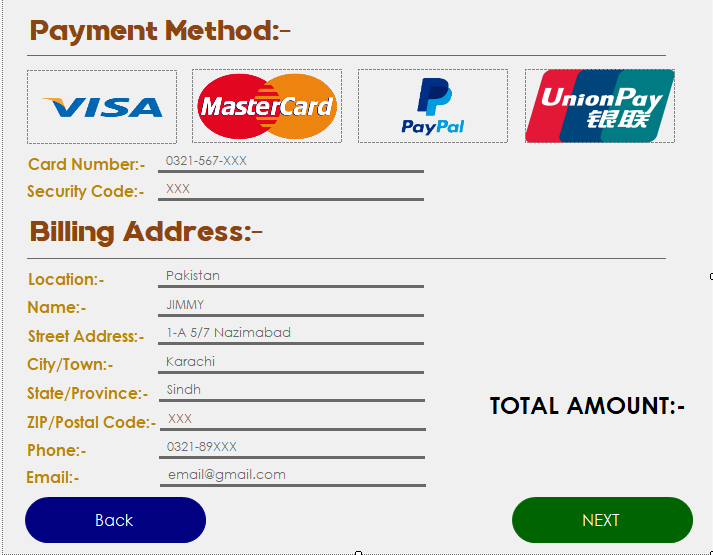 Payment Method:-
VISA MasterCard PayPal UnionPay
银联
Card Number:- 0321-567-XXX
Security Code:- XXX
Billing Address:-
Location:- Pakistan
Name:- JIMMY
Street Address:- 1-A 5/7 Nazimabad
City/Town:- Karachi
State/Province:- Sindh
TOTAL AMOUNT:-
ZIP/Postal Code:- XXX
Phone:- 0321-89XXX
Email:- email@gmail.com
Back NEXT